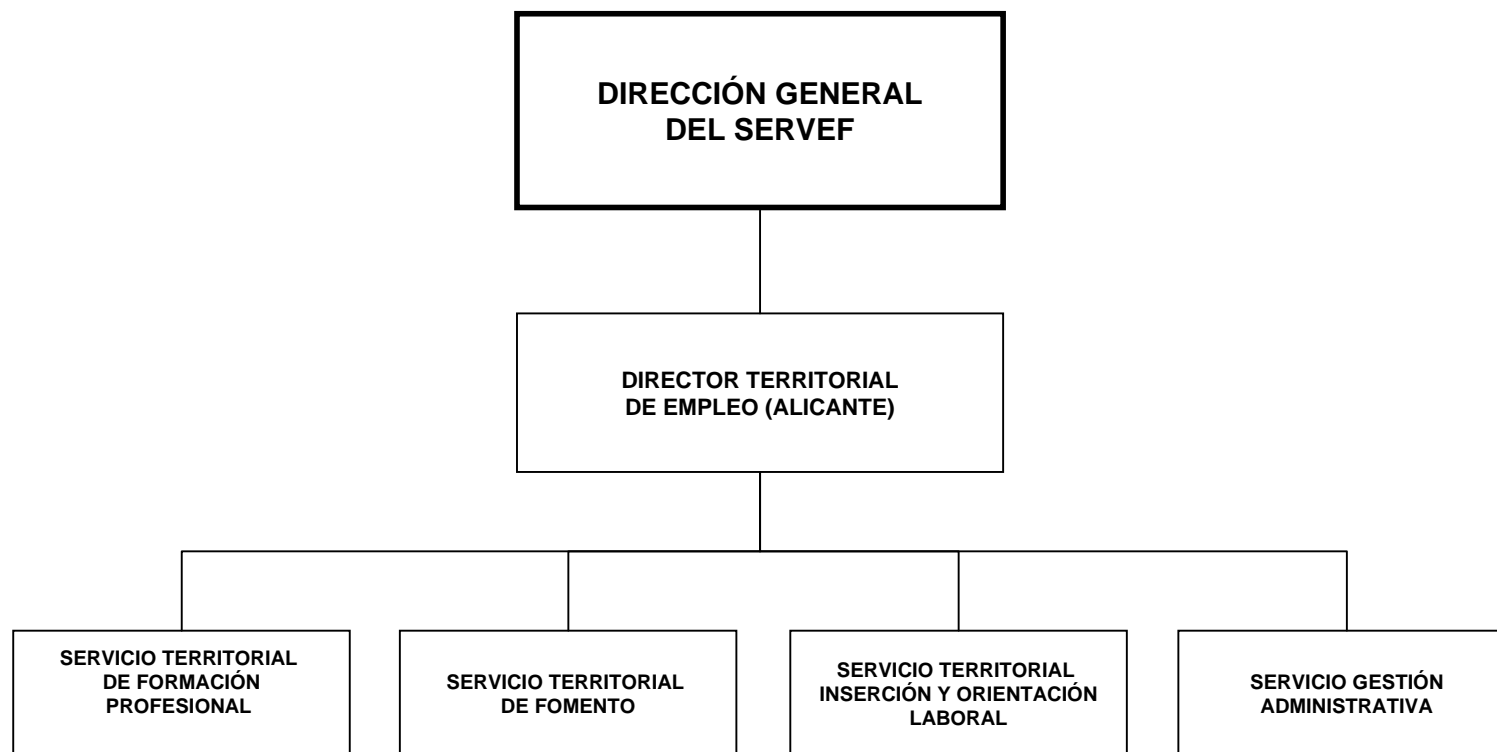 DIRECCIÓN GENERAL
DEL SERVEF
DIRECTOR TERRITORIAL
DE EMPLEO (ALICANTE)
SERVICIO TERRITORIAL
DE FORMACIÓN
PROFESIONAL
SERVICIO TERRITORIAL
DE FOMENTO
SERVICIO TERRITORIAL
INSERCIÓN Y ORIENTACIÓN
LABORAL
SERVICIO GESTIÓN
ADMINISTRATIVA